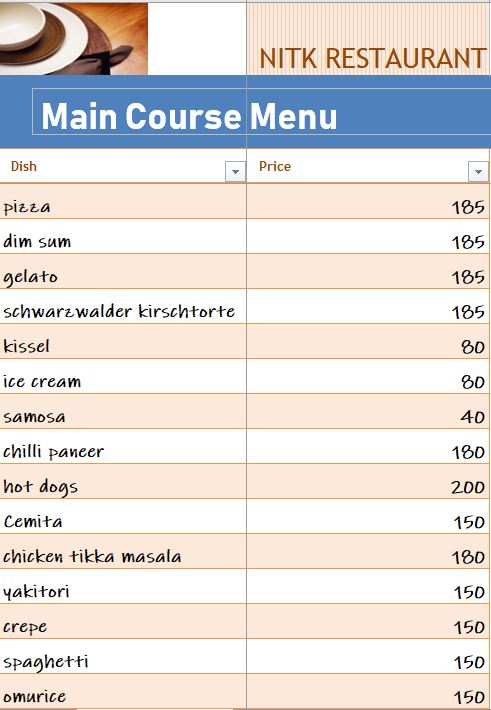 NITK RESTAURANT
Main Course Menu
Dish Price
pizza 185
dim sum 185
gelato 185
schwarzwalder kirschtorte 185
kissel 80
ice cream 80
samosa 40
chilli paneer 180
hot dogs 200
Cemita 150
chicken tikka masala 180
yakitori 150
crepe 150
spaghetti 150
omurice 150